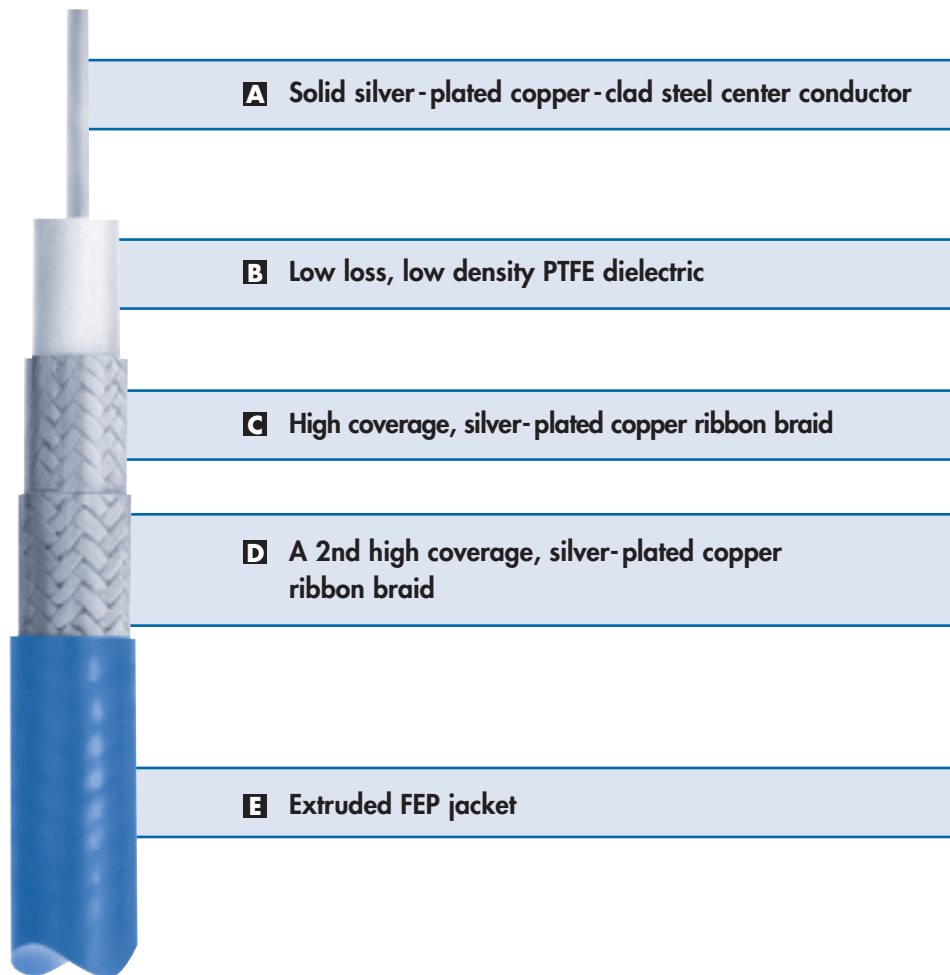 A Solid silver-plated copper-clad steel center conductor
B Low loss, low density PTFE dielectric
C High coverage, silver-plated copper ribbon braid
D A 2nd high coverage, silver-plated copper
ribbon braid
E Extruded FEP jacket